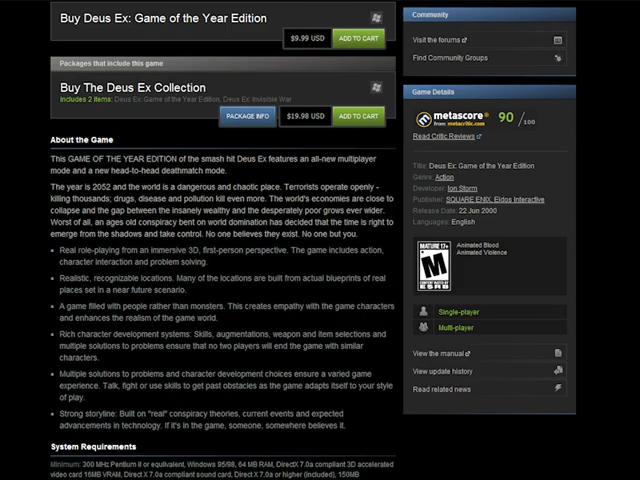 Buy Deus Ex: Game of the Year Edition
$9.99 USD
ADD TO CART
Packages that include this game
Buy The Deus Ex Collection
Includes 2 items: Deus Ex: Game of the Year Edition, Deus Ex: Invisible War
PACKAGE INFO
$19.98 USD
ADD TO CART
About the Game
This GAME OF THE YEAR EDITION of the smash hit Deus Ex features an all-new multiplayer
mode and a new head-to-head deathmatch mode.
The year is 2052 and the world is a dangerous and chaotic place. Terrorists operate openly -
killing thousands; drugs, disease and pollution kill even more. The world's economies are close to
collapse and the gap between the insanely wealthy and the desperately poor grows ever wider.
Worst of all, an ages old conspiracy bent on world domination has decided that the time is right to
emerge from the shadows and take control. No one believes they exist. No one but you.
Real role-playing from an immersive 3D, first-person perspective. The game includes action,
character interaction and problem solving.
Realistic, recognizable locations. Many of the locations are built from actual blueprints of real
places set in a near future scenario.
A game filled with people rather than monsters. This creates empathy with the game characters
and enhances the realism of the game world.
Rich character development systems: Skills, augmentations, weapon and item selections and
multiple solutions to problems ensure that no two players will end the game with similar
characters.
Multiple solutions to problems and character development choices ensure a varied game
experience. Talk, fight or use skills to get past obstacles as the game adapts itself to your style
of play.
Strong storyline: Built on "real" conspiracy theories, current events and expected
advancements in technology. If it's in the game, someone, somewhere believes it.
System Requirements
Minimum: 300 MHz Pentium II or equivalent, Windows 95/98, 64 MB RAM, DirectX 7.0a compliant 3D accelerated
video card 16MB VRAM, DirectX 7.0a compliant sound card, DirectX 7.0a or higher (included), 150MB
Community
Visit the forums
Find Community Groups
Game Details
metascore
from metacritic.com
90 /100
Read Critic Reviews
Title: Deus Ex: Game of the Year Edition
Genre: Action
Developer: Ion Storm
Publisher: SQUARE ENIX, Eidos Interactive
Release Date: 22 Jun 2000
Languages: English
MATURE 17+
M
CONTENT RATED BY
ESRB
Animated Blood
Animated Violence
Single-player
Multi-player
View the manual
View update history
Read related news